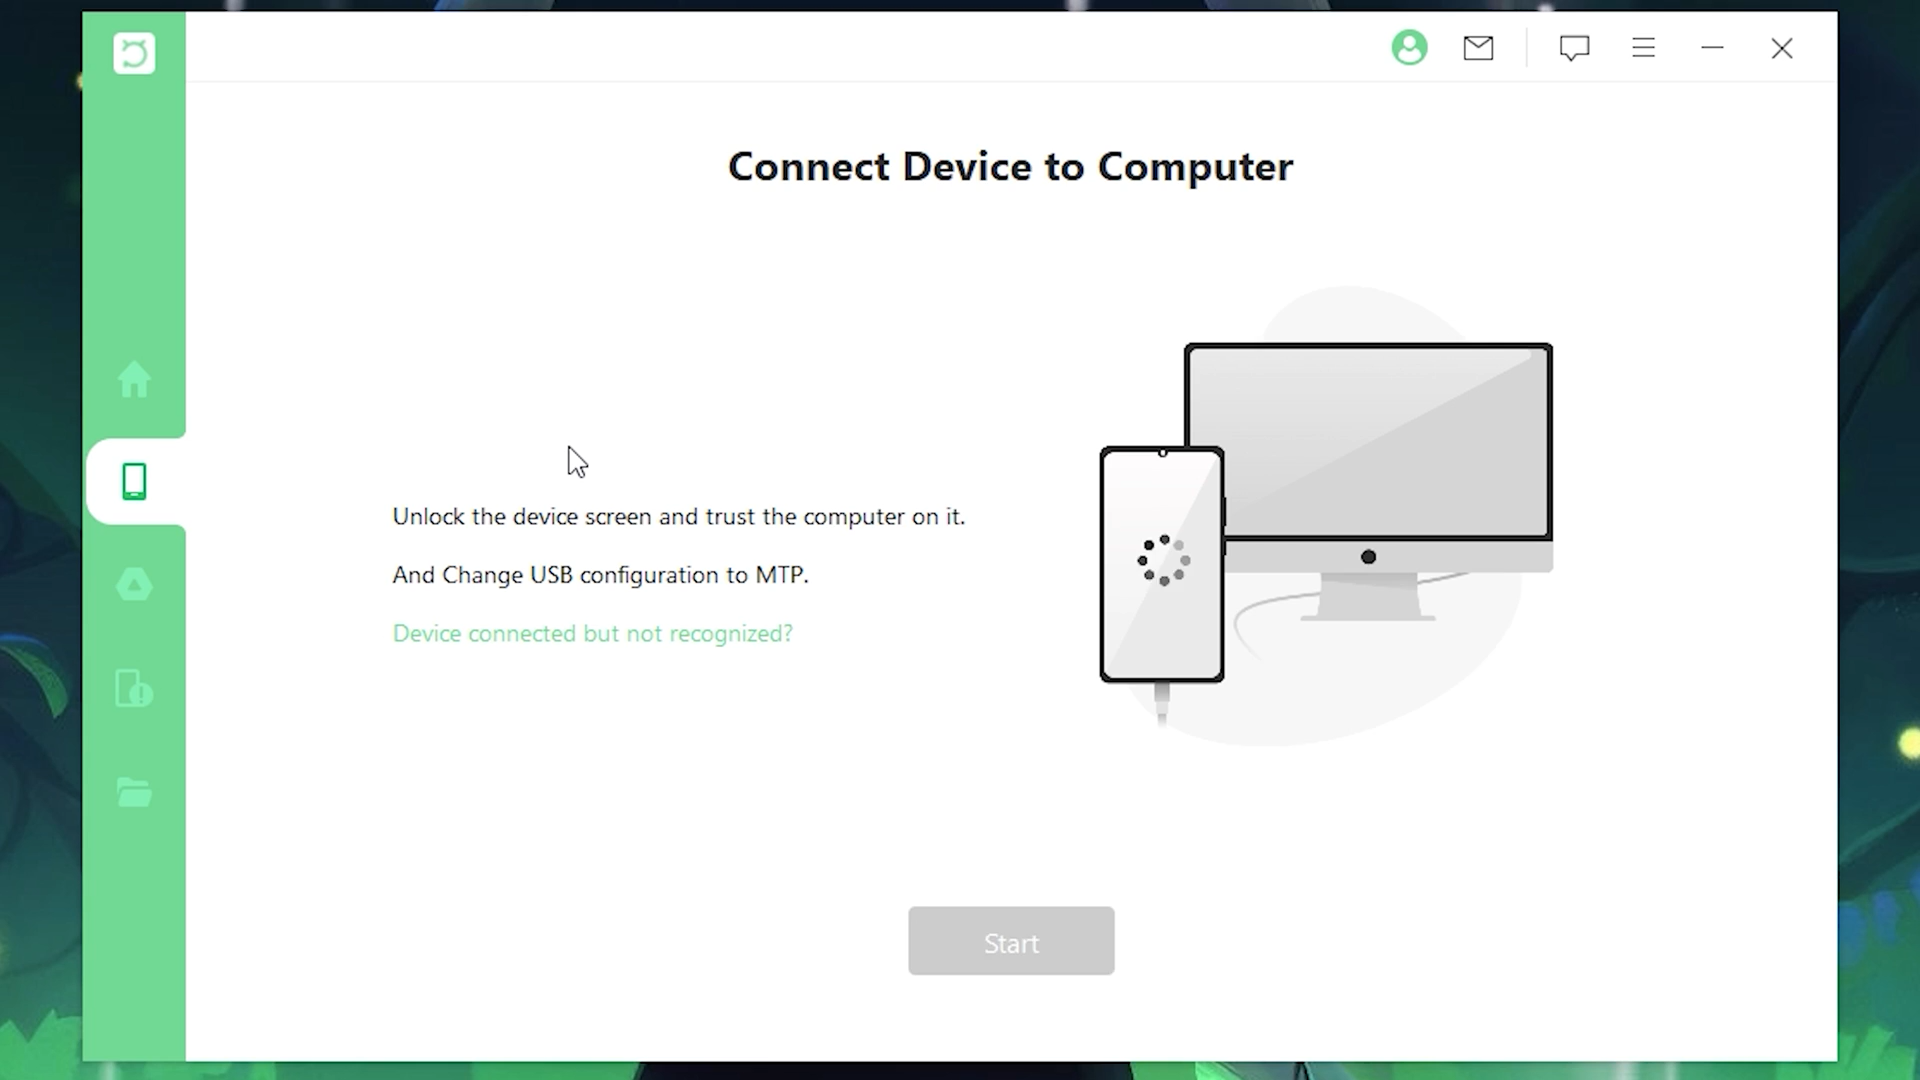 Connect Device to Computer
Unlock the device screen and trust the computer on it.
And Change USB configuration to MTP.
Device connected but not recognized?
Start